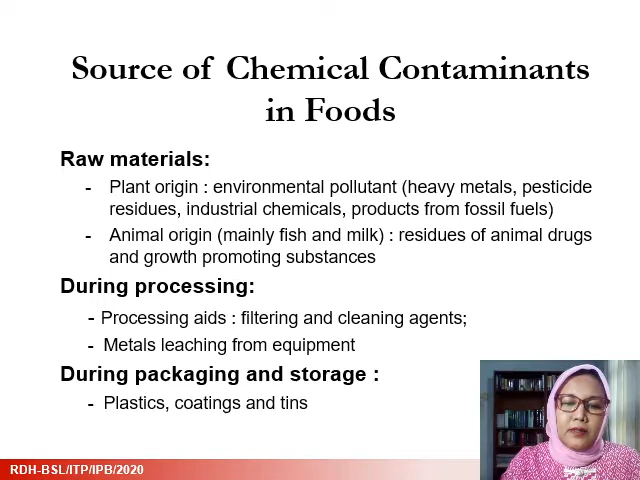 Source of Chemical Contaminants
in Foods
Raw materials:
- Plant origin : environmental pollutant (heavy metals, pesticide
residues, industrial chemicals, products from fossil fuels)
- Animal origin (mainly fish and milk) : residues of animal drugs
and growth promoting substances
During processing:
- Processing aids : filtering and cleaning agents;
- Metals leaching from equipment
During packaging and storage :
- Plastics, coatings and tins
RDH-BSL/ITP/IPB/2020